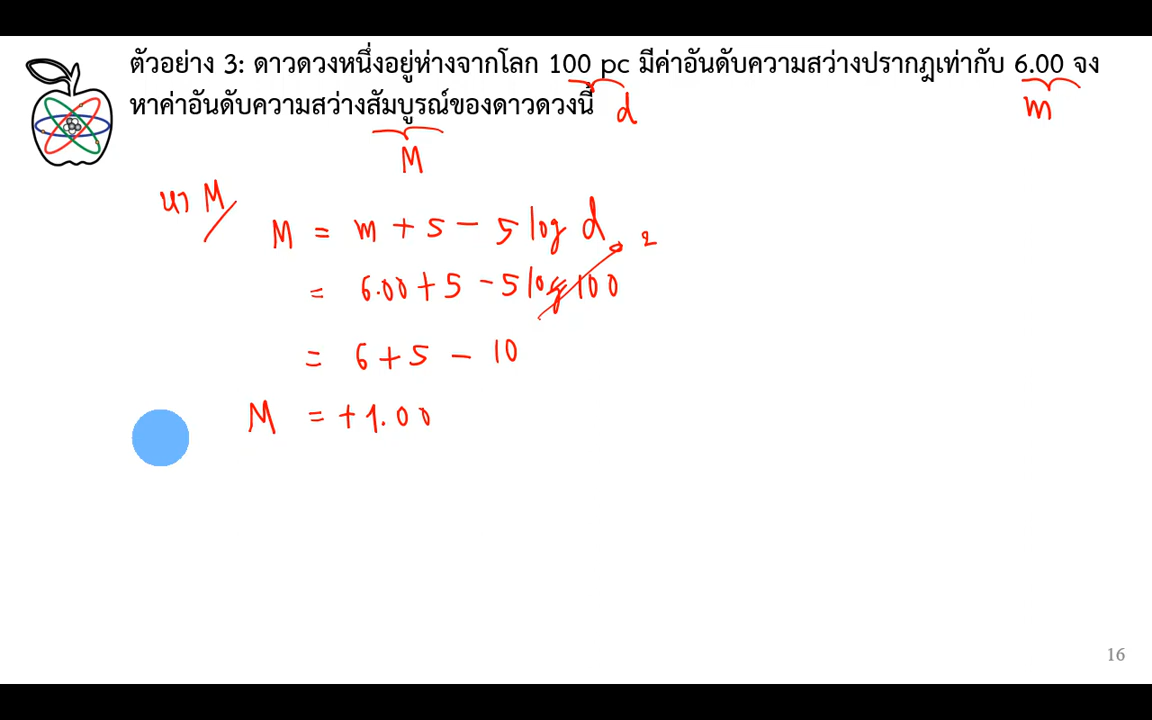 ตัวอย่าง 3: ดาวดวงหนึ่งอยู่ห่างจากโลก 100 pc มีค่าอันดับความสว่างปรากฏเท่ากับ 6.00 จง
หาค่าอันดับความสว่างสัมบูรณ์ของดาวดวงนี้
d
m
M
หา M
M = m + 5 - 5 log d
2
= 6.00 + 5 - 5 log 100
= 6 + 5 - 10
M = +1.00
16